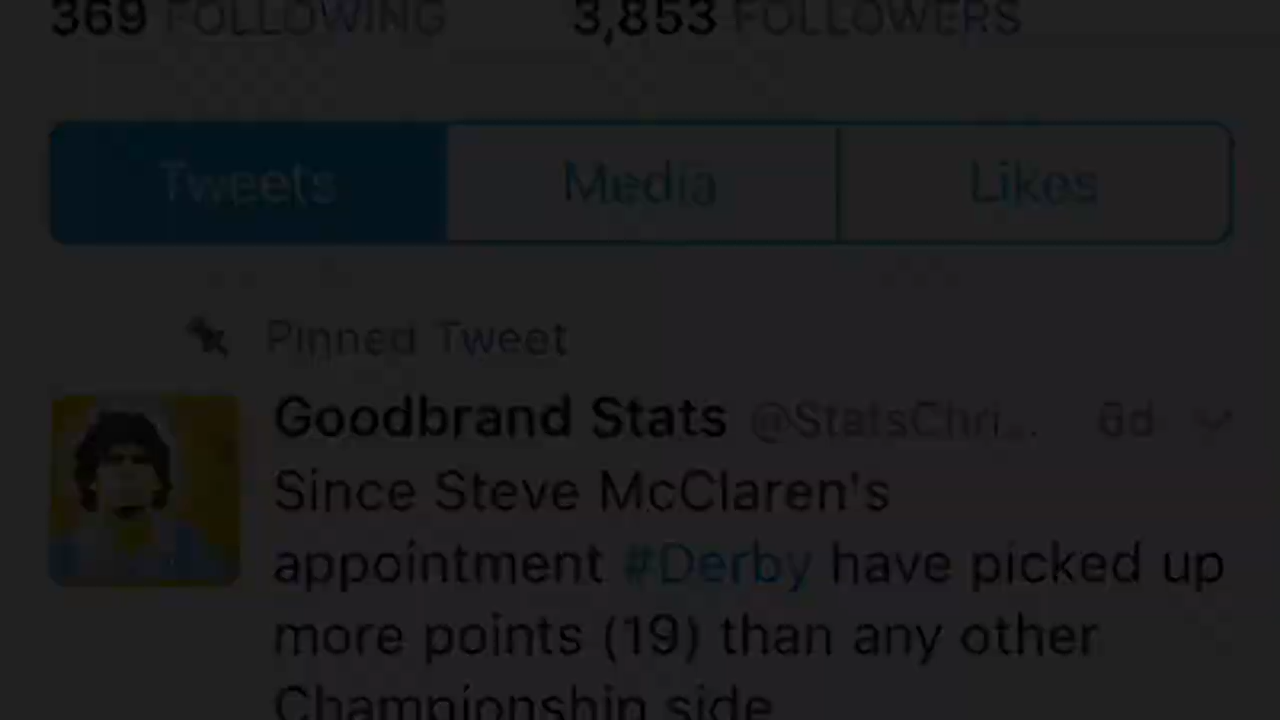 369 FOLLOWING 3,853 FOLLOWERS
Tweets Media Likes
Pinned Tweet
Goodbrand Stats @StatsChri... 6d
Since Steve McClaren's
appointment #Derby have picked up
more points (19) than any other
Championship side